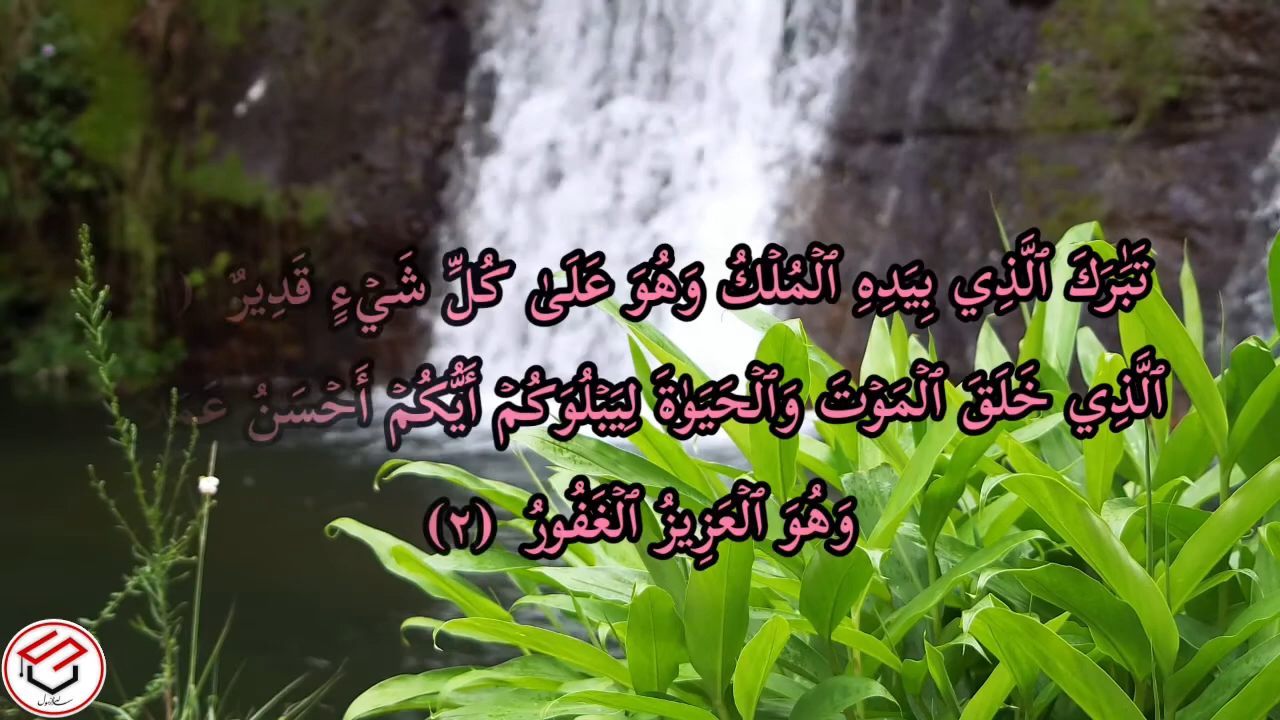 تَبَٰرَكَ ٱلَّذِي بِيَدِهِ ٱلۡمُلۡكُ وَهُوَ عَلَىٰ كُلِّ شَيۡءٖ قَدِيرٌ (
ٱلَّذِي خَلَقَ ٱلۡمَوۡتَ وَٱلۡحَيَوٰةَ لِيَبۡلُوَكُمۡ أَيُّكُمۡ أَحۡسَنُ
وَهُوَ ٱلۡعَزِيزُ ٱلۡغَفُورُ (٢)